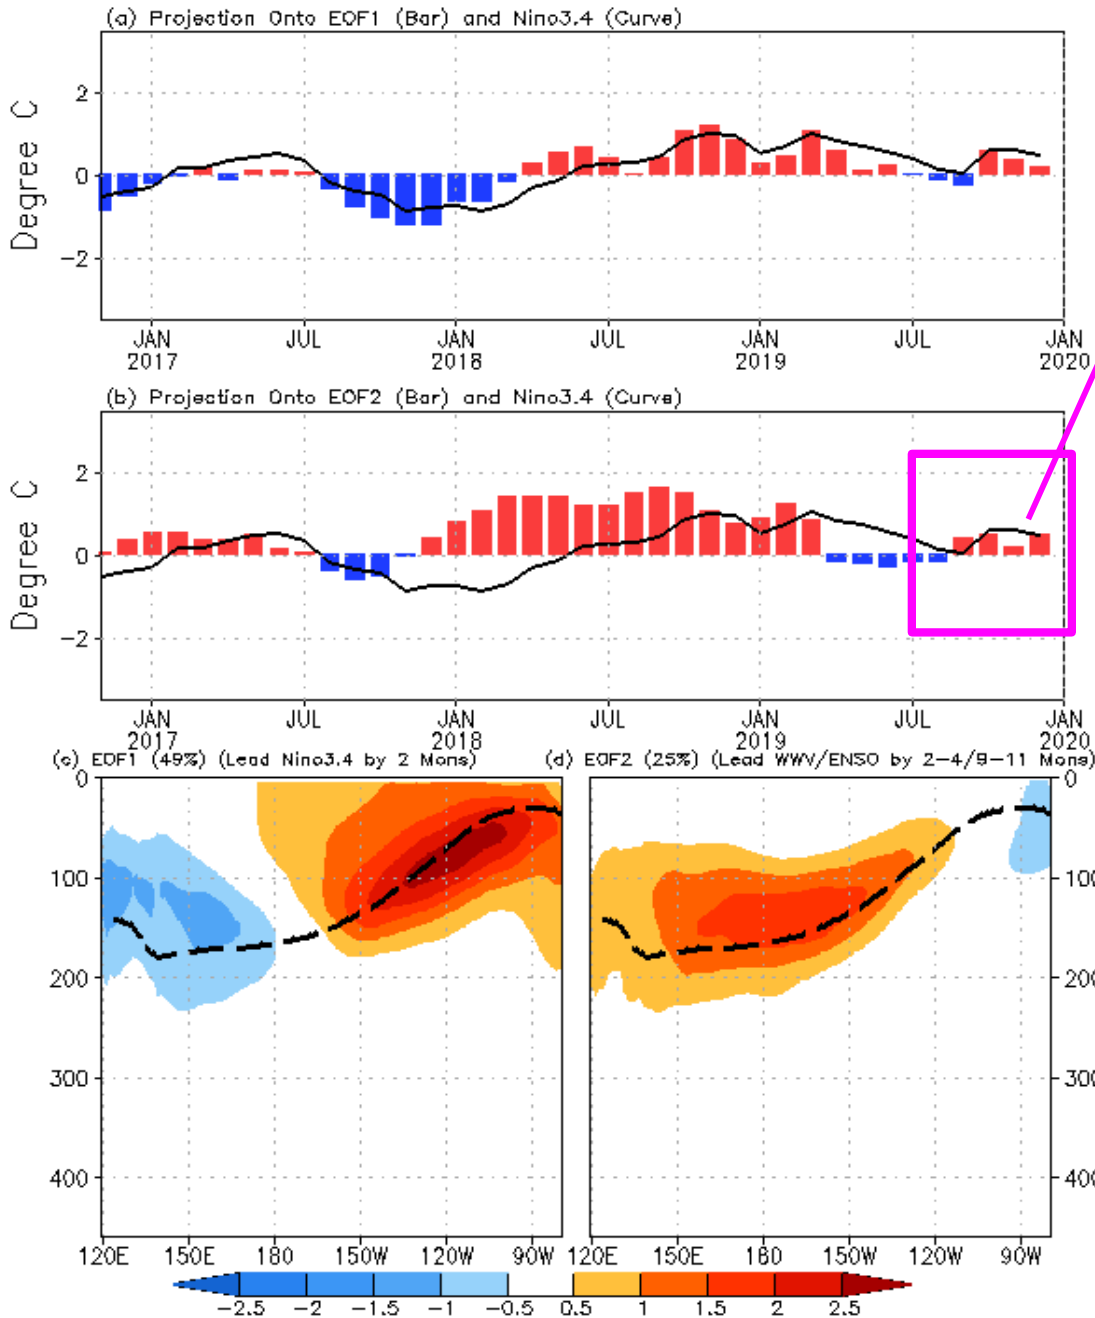 (a) Projection Onto EOF1 (Bar) and Nino3.4 (Curve)
Degree C
2
0
-2
JAN JUL JAN JUL JAN JUL JAN
2017 2018 2019 2020
(b) Projection Onto EOF2 (Bar) and Nino3.4 (Curve)
Degree C
2
0
-2
JAN JUL JAN JUL JAN JUL JAN
2017 2018 2019 2020
(c) EOF1 (49%) (Lead Nino3.4 by 2 Mons)
0
100
200
300
400
120E 150E 180 150W 120W 90W
(d) EOF2 (25%) (Lead WWV/ENSO by 2-4/9-11 Mons)
0
100
200
300
400
120E 150E 180 150W 120W 90W
-2.5 -2 -1.5 -1 -0.5 0.5 1 1.5 2 2.5